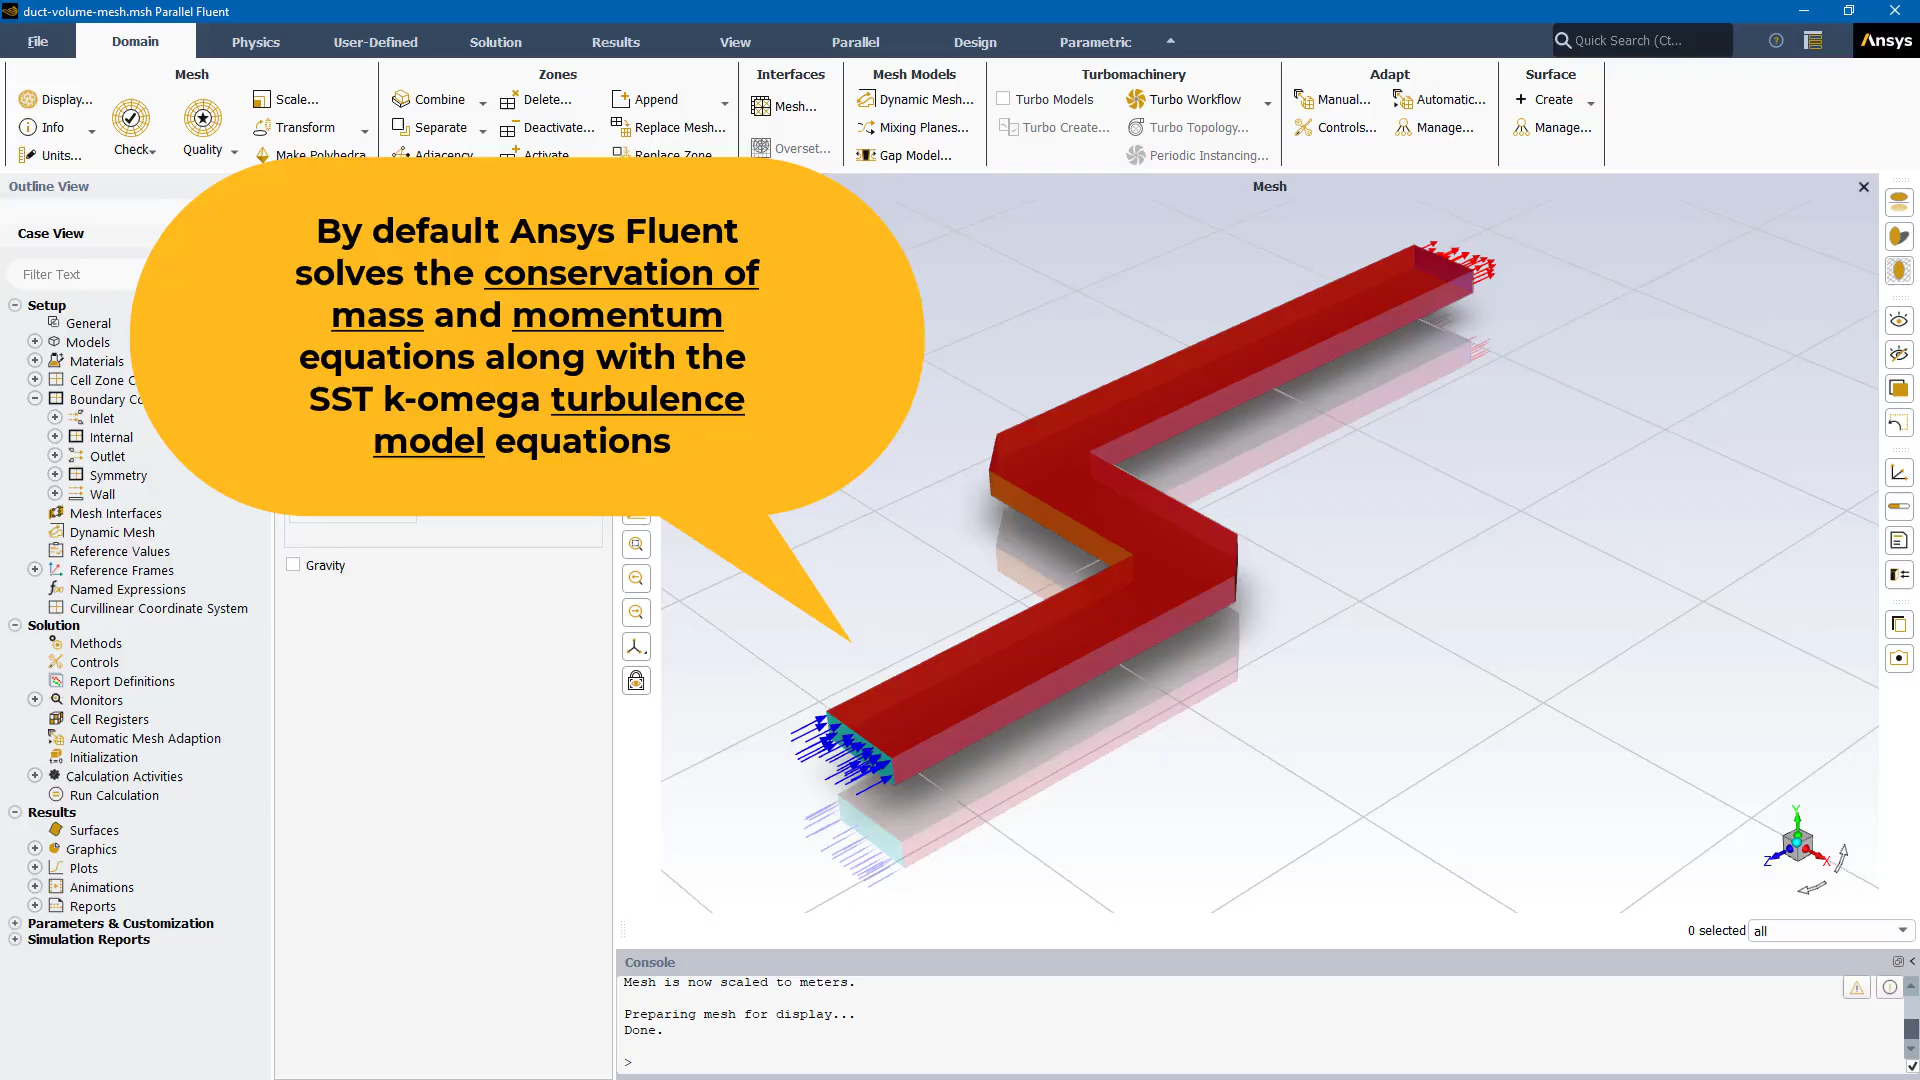 duct-volume-mesh.msh Parallel Fluent
File
Domain
Physics
User-Defined
Solution
Results
View
Parallel
Design
Parametric
Quick Search (Ct...
Ansys
Mesh
Display...
Info
Units...
Check
Quality
Scale...
Transform
Make Polyhedra
Zones
Combine
Separate
Adjacency
Delete...
Deactivate...
Activate
Append
Replace Mesh...
Replace Zone
Interfaces
Mesh...
Overset...
Mesh Models
Dynamic Mesh...
Mixing Planes...
Gap Model...
Turbomachinery
Turbo Models
Turbo Create...
Turbo Workflow
Turbo Topology...
Periodic Instancing...
Adapt
Manual...
Controls...
Automatic...
Manage...
Surface
Create
Manage...
Outline View
Case View
Filter Text
Setup
General
Models
Materials
Cell Zone C
Boundary Co
Inlet
Internal
Outlet
Symmetry
Wall
Mesh Interfaces
Dynamic Mesh
Reference Values
Reference Frames
Named Expressions
Curvillinear Coordinate System
Solution
Methods
Controls
Report Definitions
Monitors
Cell Registers
Automatic Mesh Adaption
Initialization
Calculation Activities
Run Calculation
Results
Surfaces
Graphics
Plots
Animations
Reports
Parameters & Customization
Simulation Reports
By default Ansys Fluent
solves the conservation of
mass and momentum
equations along with the
SST k-omega turbulence
model equations
Gravity
Mesh
Y
Z
X
0 selected
all
Console
Mesh is now scaled to meters.
Preparing mesh for display...
Done.
>